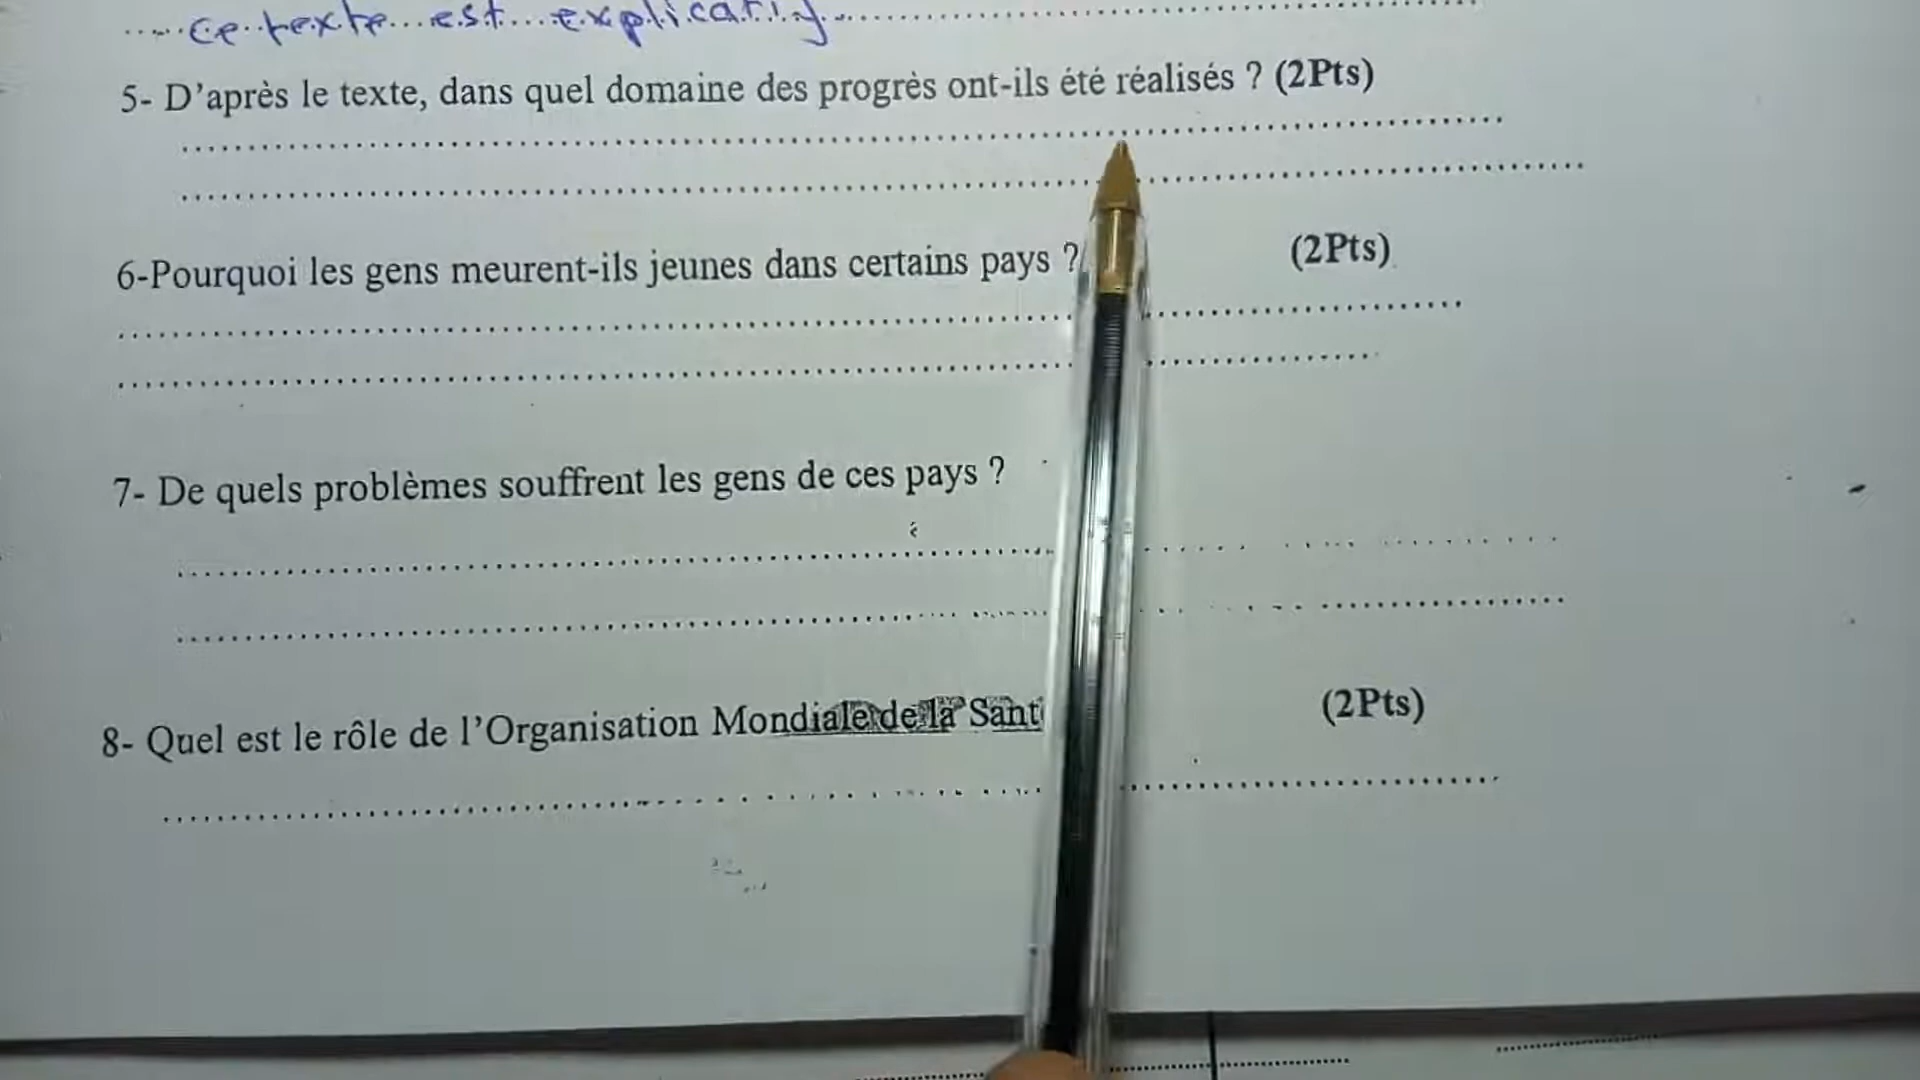 ce texte est explicatif
5- D’après le texte, dans quel domaine des progrès ont-ils été réalisés ? (2Pts)
6-Pourquoi les gens meurent-ils jeunes dans certains pays ? (2Pts)
7- De quels problèmes souffrent les gens de ces pays ?
8- Quel est le rôle de l’Organisation Mondiale de la Sant (2Pts)